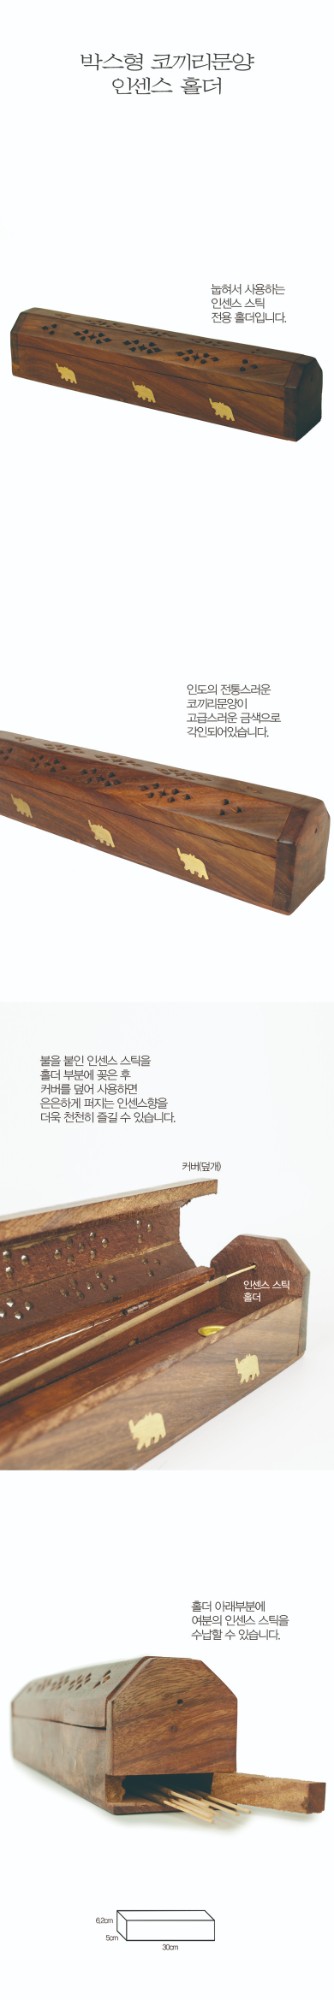 박스형 코끼리문양
인센스 홀더
눕혀서 사용하는
인센스 스틱
전용 홀더입니다.
인도의 전통스러운
코끼리문양이
고급스러운 금색으로
각인되어있습니다.
불을 붙인 인센스 스틱을
홀더 부분에 꽂은 후
커버를 덮어 사용하면
은은하게 퍼지는 인센스향을
더욱 천천히 즐길 수 있습니다.
커버(덮개)
인센스 스틱
홀더
홀더 아래부분에
여분의 인센스 스틱을
수납할 수 있습니다.
6.2cm
5cm
30cm